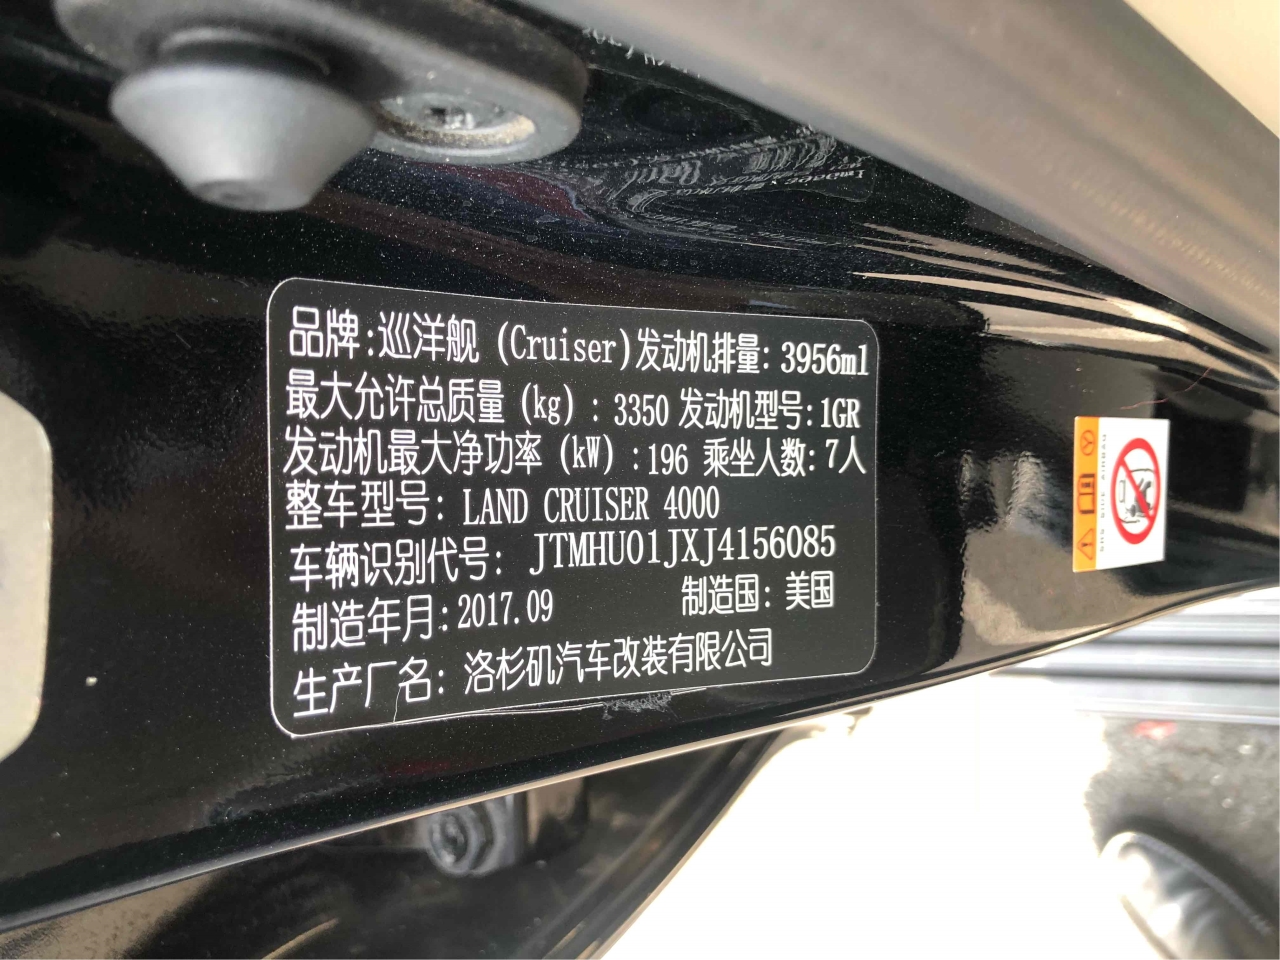 品牌:巡洋舰 (Cruiser)发动机排量: 3956ml
最大允许总质量 (kg) : 3350 发动机型号: 1GR
发动机最大净功率 (kW) :196 乘坐人数: 7人
整车型号: LAND CRUISER 4000
车辆识别代号: JTMHU01JXJ4156085
制造年月: 2017.09 制造国: 美国
生产厂名: 洛杉矶汽车改装有限公司